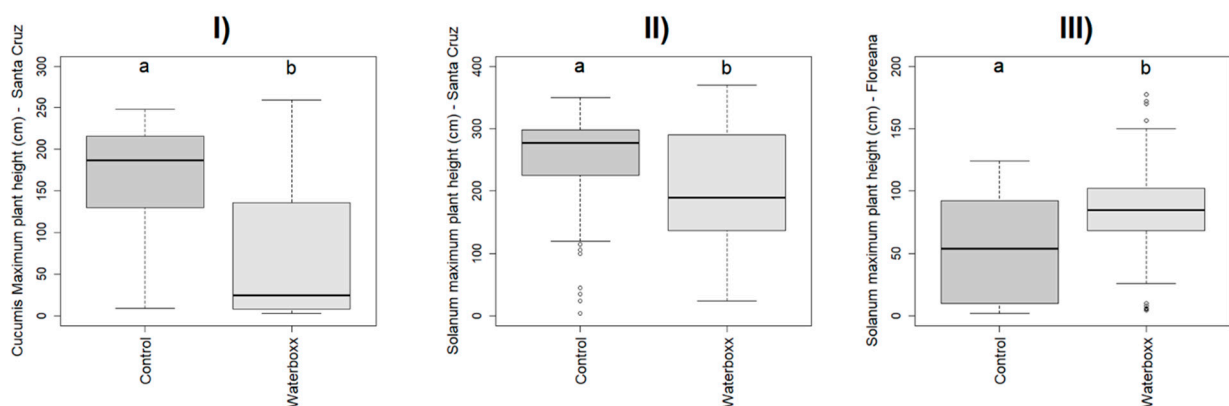 I)
Cucumis Maximum plant height (cm) - Santa Cruz
300
250
200
150
100
50
0
a
b
Control
Waterboxx
II)
Solanum maximum plant height (cm) - Santa Cruz
400
300
200
100
0
a
b
Control
Waterboxx
III)
Solanum maximum plant height (cm) - Floreana
200
150
100
50
0
a
b
Control
Waterboxx